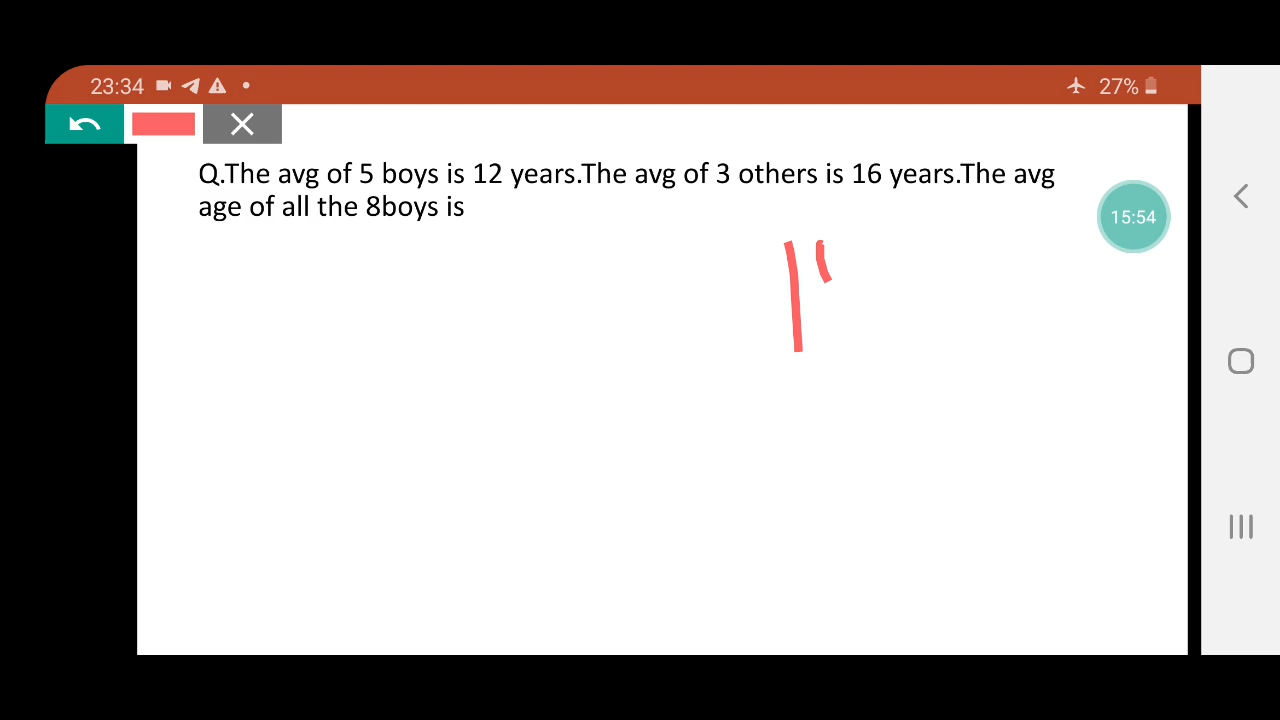 23:34
27%
Q.The avg of 5 boys is 12 years.The avg of 3 others is 16 years.The avg
age of all the 8boys is
15:54